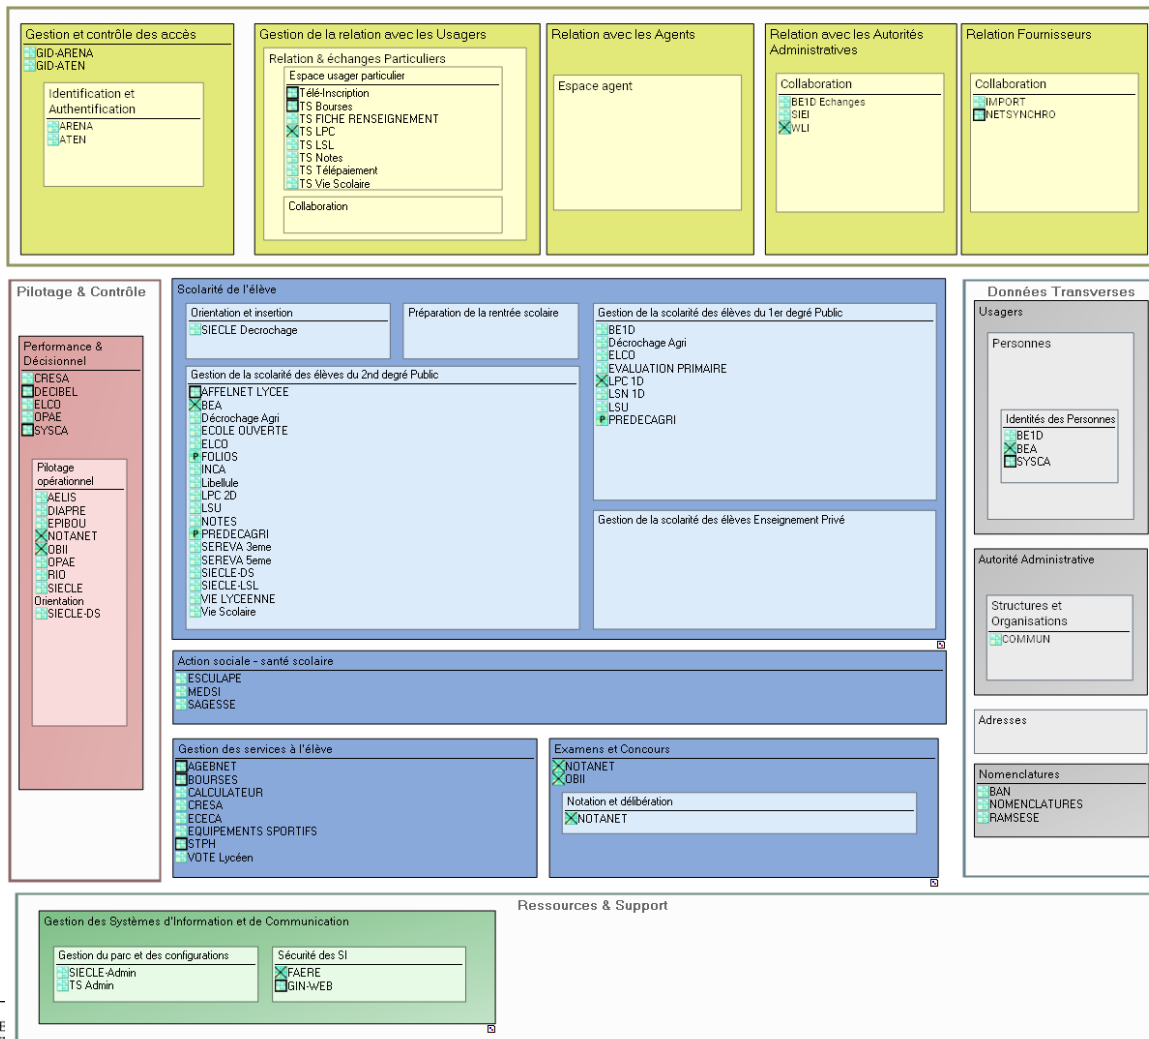 Gestion et contrôle des accès
GID-ARENA
GID-ATEN
Identification et
Authentification
ARENA
ATEN
Gestion de la relation avec les Usagers
Relation & échanges Particuliers
Espace usager particulier
Télé-Inscription
TS Bourses
TS FICHE RENSEIGNEMENT
TS LPC
TS LSL
TS Notes
TS Télépaiement
TS Vie Scolaire
Collaboration
Relation avec les Agents
Espace agent
Relation avec les Autorités
Administratives
Collaboration
BE1D Echanges
SIEI
WLI
Relation Fournisseurs
Collaboration
IMPORT
NETSYNCHRO
Pilotage & Contrôle
Performance &
Décisionnel
CRESA
DECIBEL
ELCO
OPAE
SYSCA
Pilotage
opérationnel
AELIS
DIAPRE
EPIBOU
NOTANET
OBII
OPAE
RIO
SIECLE
Orientation
SIECLE-DS
Scolarité de l'élève
Orientation et insertion
SIECLE Decrochage
Préparation de la rentrée scolaire
Gestion de la scolarité des élèves du 1er degré Public
BE1D
Décrochage Agri
ELCO
EVALUATION PRIMAIRE
LPC 1D
LSN 1D
LSU
P PREDECAGRI
Gestion de la scolarité des élèves du 2nd degré Public
AFFELNET LYCEE
BEA
Décrochage Agri
ECOLE OUVERTE
ELCO
P FOLIOS
INCA
Libellule
LPC 2D
LSU
NOTES
P PREDECAGRI
SEREVA 3eme
SEREVA 5eme
SIECLE-DS
SIECLE-LSL
VIE LYCEENNE
Vie Scolaire
Gestion de la scolarité des élèves Enseignement Privé
Action sociale - santé scolaire
ESCULAPE
MEDSI
SAGESSE
Gestion des services à l'élève
AGEBNET
BOURSES
CALCULATEUR
CRESA
ECECA
EQUIPEMENTS SPORTIFS
STPH
VOTE Lycéen
Examens et Concours
NOTANET
OBII
Notation et délibération
NOTANET
Données Transverses
Usagers
Personnes
Identités des Personnes
BE1D
BEA
SYSCA
Autorité Administrative
Structures et
Organisations
COMMUN
Adresses
Nomenclatures
BAN
NOMENCLATURES
RAMSESE
Ressources & Support
Gestion des Systèmes d'Information et de Communication
Gestion du parc et des configurations
SIECLE-Admin
TS Admin
Sécurité des SI
FAERE
GIN-WEB